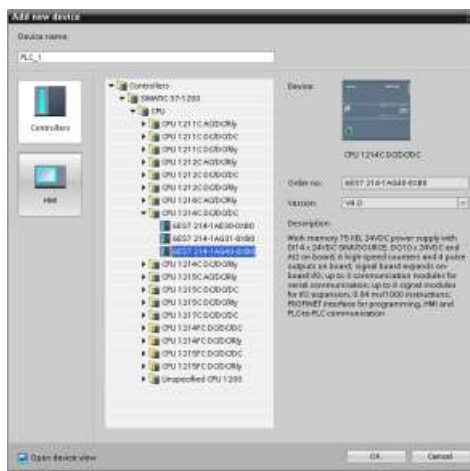 Add new device
Device name:
PLC_1
Controllers
HMI
Controllers
SIMATIC S7-1200
CPU
CPU 1211C AC/DC/Rly
CPU 1211C DC/DC/DC
CPU 1211C DC/DC/Rly
CPU 1212C AC/DC/Rly
CPU 1212C DC/DC/DC
CPU 1212C DC/DC/Rly
CPU 1214C AC/DC/Rly
CPU 1214C DC/DC/DC
6ES7 214-1AE30-0XB0
6ES7 214-1AG31-0XB0
6ES7 214-1AG40-0XB0
CPU 1214C DC/DC/Rly
CPU 1215C AC/DC/Rly
CPU 1215C DC/DC/DC
CPU 1215C DC/DC/Rly
CPU 1217C DC/DC/DC
CPU 1214FC DC/DC/DC
CPU 1214FC DC/DC/Rly
CPU 1215FC DC/DC/DC
CPU 1215FC DC/DC/Rly
Unspecified CPU 1200
Device:
CPU 1214C DC/DC/DC
Order no.:
6ES7 214-1AG40-0XB0
Version:
V4.0
Description:
Work memory 75 KB; 24VDC power supply with
DI14 x 24VDC SINK/SOURCE, DQ10 x 24VDC and
AI2 on board; 6 high-speed counters and 4 pulse
outputs on board; signal board expands on-
board I/O; up to 3 communication modules for
serial communication; up to 8 signal modules
for I/O expansion; 0.04 ms/1000 instructions;
PROFINET interface for programming, HMI and
PLC-to-PLC communication
Open device view
OK
Cancel